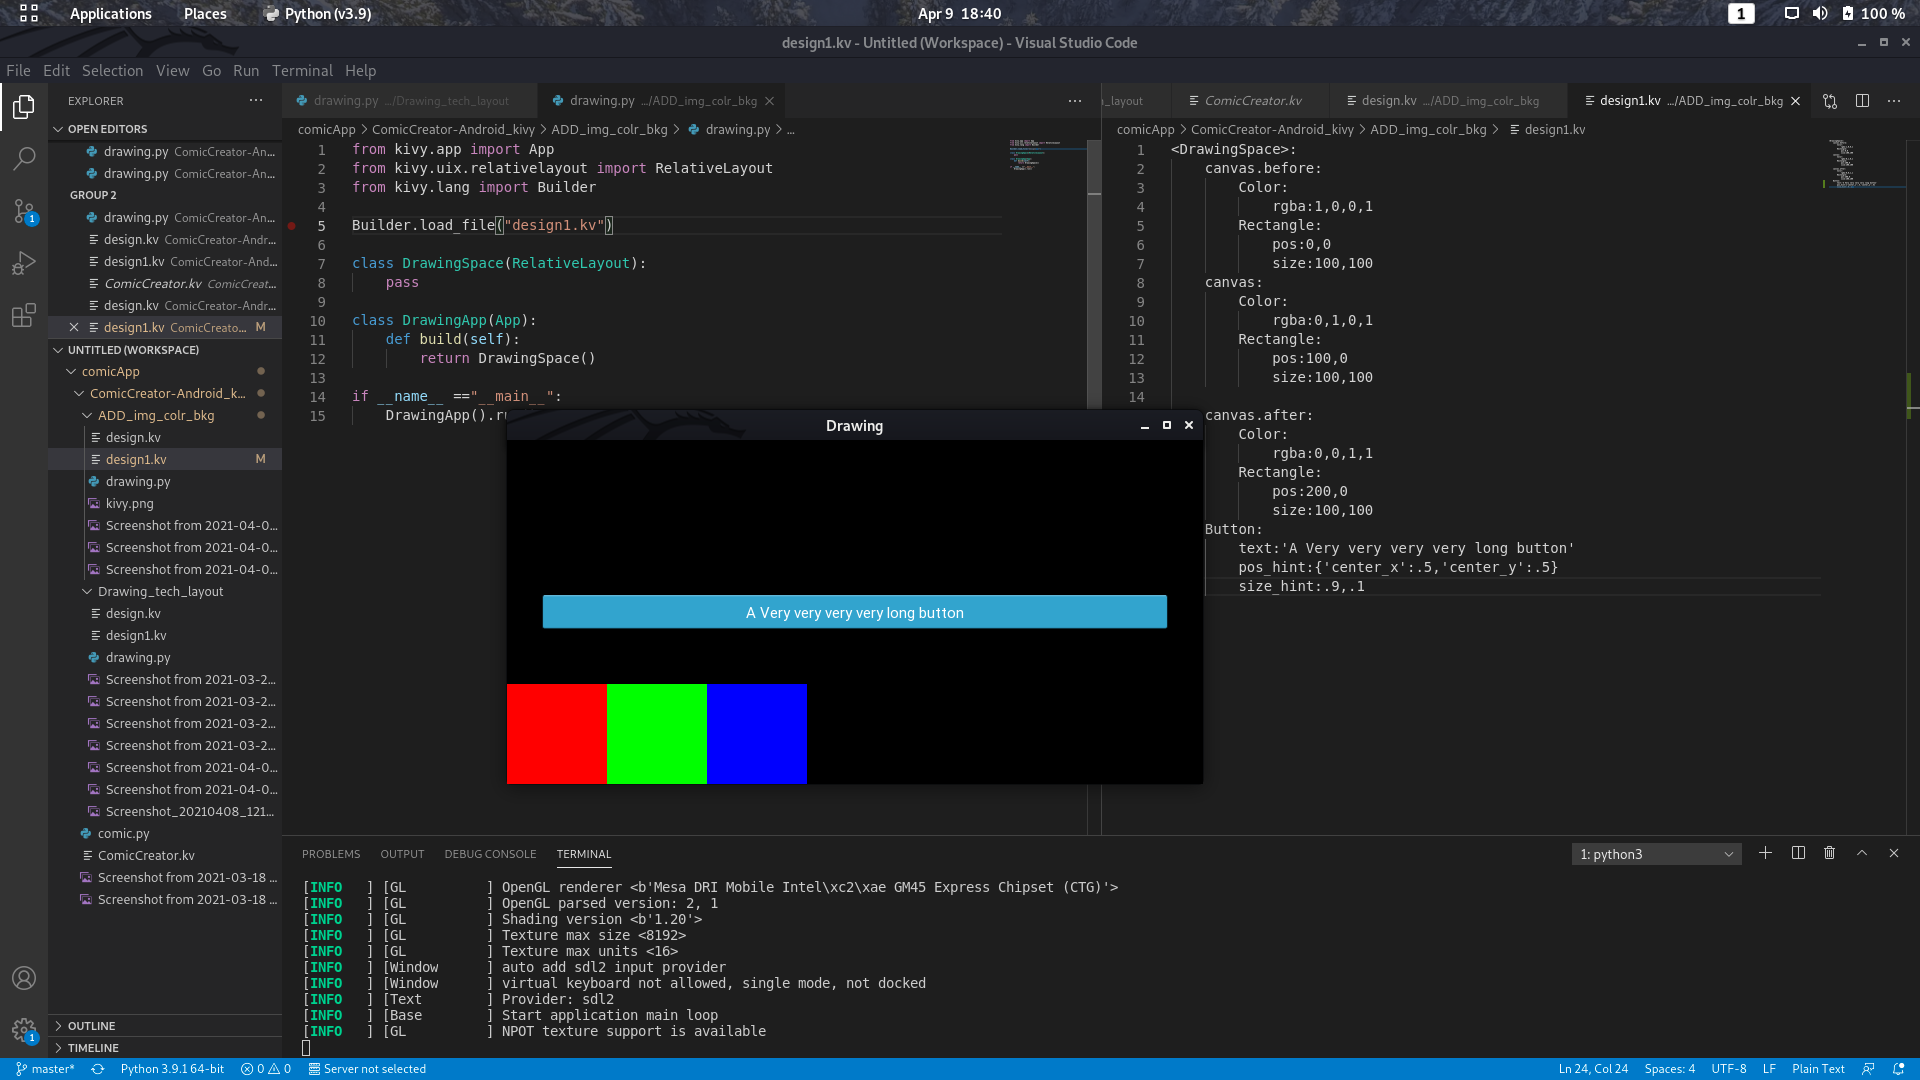 Applications
Places
Python (v3.9)
Apr 9 18:40
1
100 %
design1.kv - Untitled (Workspace) - Visual Studio Code
File Edit Selection View Go Run Terminal Help
EXPLORER
OPEN EDITORS
drawing.py ComicCreator-An...
drawing.py ComicCreator-An...
GROUP 2
drawing.py ComicCreator-An...
design.kv ComicCreator-Andr...
design1.kv ComicCreator-And...
ComicCreator.kv ComicCreat...
design.kv ComicCreator-Andr...
design1.kv ComicCreato... M
UNTITLED (WORKSPACE)
comicApp
ComicCreator-Android_k...
ADD_img_colr_bkg
design.kv
design1.kv M
drawing.py
kivy.png
Screenshot from 2021-04-0...
Screenshot from 2021-04-0...
Screenshot from 2021-04-0...
Drawing_tech_layout
design.kv
design1.kv
drawing.py
Screenshot from 2021-03-2...
Screenshot from 2021-03-2...
Screenshot from 2021-03-2...
Screenshot from 2021-03-2...
Screenshot from 2021-04-0...
Screenshot from 2021-04-0...
Screenshot_20210408_121...
comic.py
ComicCreator.kv
Screenshot from 2021-03-18 ...
Screenshot from 2021-03-18 ...
OUTLINE
TIMELINE
1
1
drawing.py .../Drawing_tech_layout
drawing.py .../ADD_img_colr_bkg
comicApp > ComicCreator-Android_kivy > ADD_img_colr_bkg > drawing.py > ...
1 from kivy.app import App
2 from kivy.uix.relativelayout import RelativeLayout
3 from kivy.lang import Builder
4
5 Builder.load_file("design1.kv")
6
7 class DrawingSpace(RelativeLayout):
8 pass
9
10 class DrawingApp(App):
11 def build(self):
12 return DrawingSpace()
13
14 if __name__ =="__main__":
15 DrawingApp().r
ı_layout
ComicCreator.kv
design.kv .../ADD_img_colr_bkg
design1.kv .../ADD_img_colr_bkg
comicApp > ComicCreator-Android_kivy > ADD_img_colr_bkg > design1.kv
1 <DrawingSpace>:
2 canvas.before:
3 Color:
4 rgba:1,0,0,1
5 Rectangle:
6 pos:0,0
7 size:100,100
8 canvas:
9 Color:
10 rgba:0,1,0,1
11 Rectangle:
12 pos:100,0
13 size:100,100
14
canvas.after:
Color:
rgba:0,0,1,1
Rectangle:
pos:200,0
size:100,100
Button:
text:'A Very very very very long button'
pos_hint:{'center_x':.5,'center_y':.5}
size_hint:.9,.1
Drawing
A Very very very very long button
PROBLEMS OUTPUT DEBUG CONSOLE TERMINAL
1: python3
[INFO ] [GL ] OpenGL renderer <b'Mesa DRI Mobile Intel\xc2\xae GM45 Express Chipset (CTG)'>
[INFO ] [GL ] OpenGL parsed version: 2, 1
[INFO ] [GL ] Shading version <b'1.20'>
[INFO ] [GL ] Texture max size <8192>
[INFO ] [GL ] Texture max units <16>
[INFO ] [Window ] auto add sdl2 input provider
[INFO ] [Window ] virtual keyboard not allowed, single mode, not docked
[INFO ] [Text ] Provider: sdl2
[INFO ] [Base ] Start application main loop
[INFO ] [GL ] NPOT texture support is available
master*
Python 3.9.1 64-bit
0 0
Server not selected
Ln 24, Col 24
Spaces: 4
UTF-8
LF
Plain Text